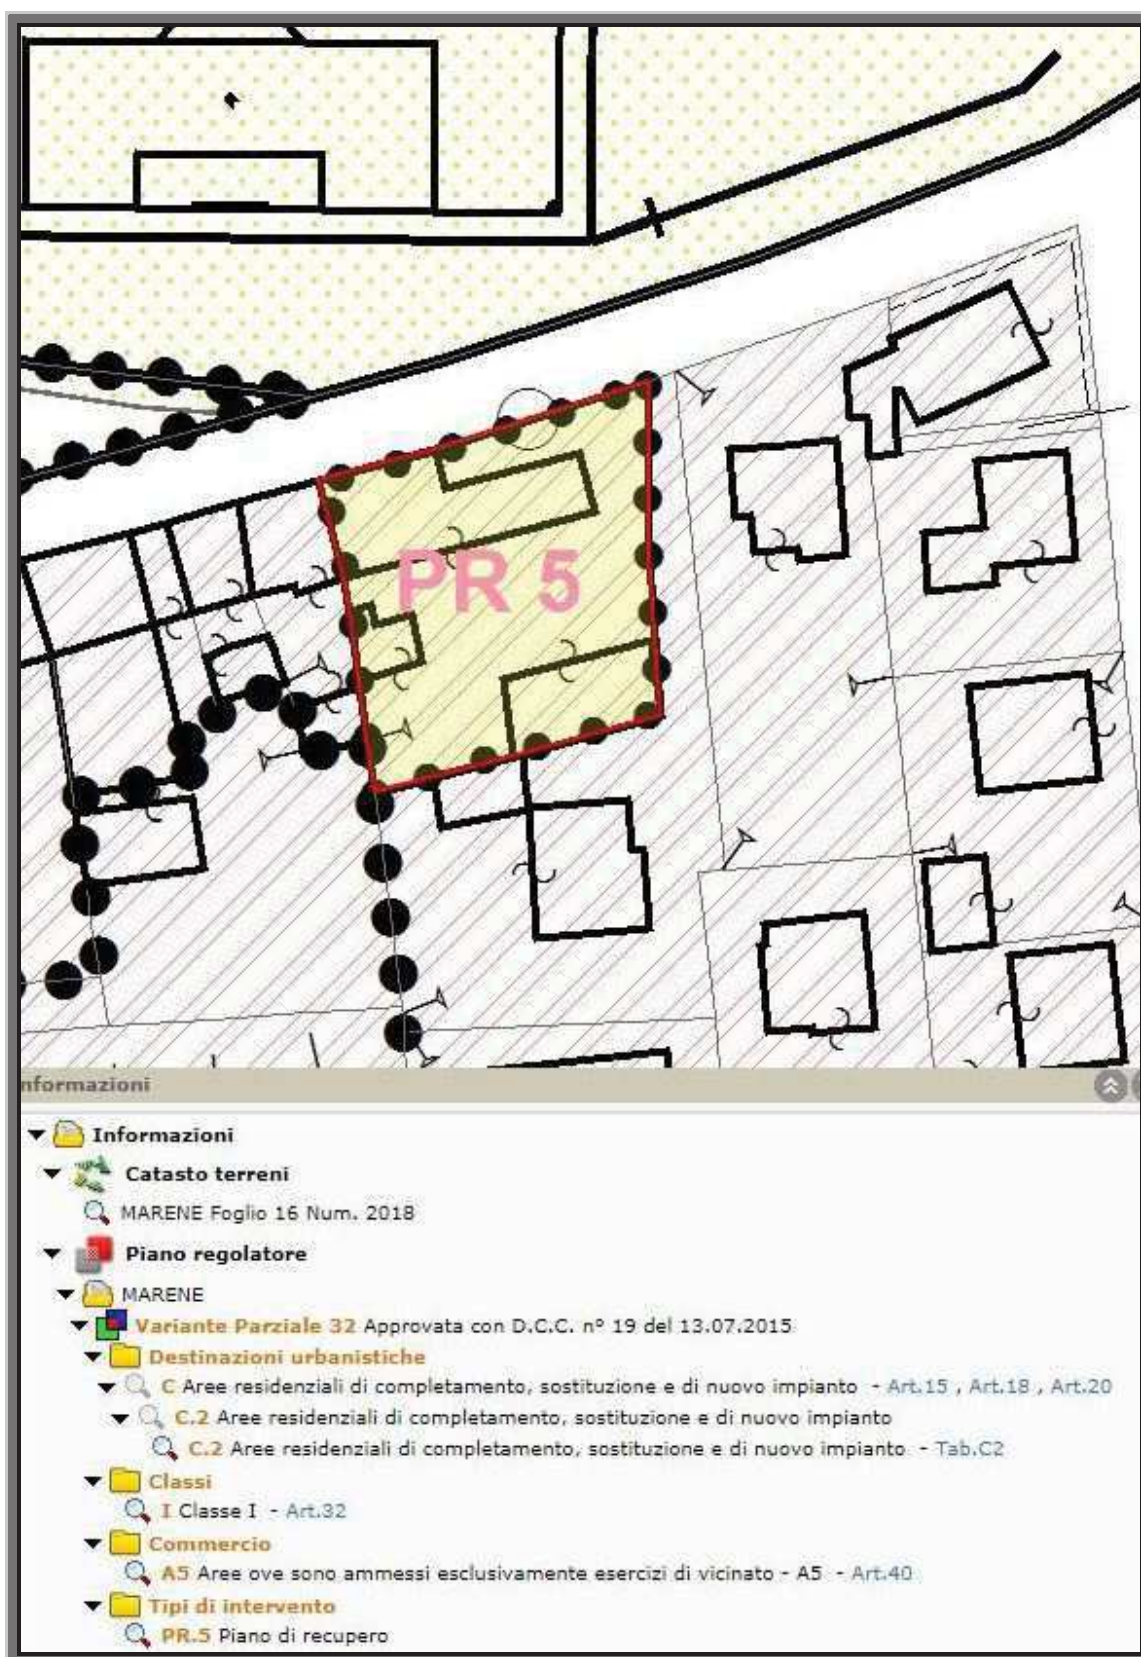 PR 5
nformazioni
Informazioni
Catasto terreni
MARENE Foglio 16 Num. 2018
Piano regolatore
MARENE
Variante Parziale 32 Approvata con D.C.C. n° 19 del 13.07.2015
Destinazioni urbanistiche
C Aree residenziali di completamento, sostituzione e di nuovo impianto - Art.15 , Art.18 , Art.20
C.2 Aree residenziali di completamento, sostituzione e di nuovo impianto
C.2 Aree residenziali di completamento, sostituzione e di nuovo impianto - Tab.C2
Classi
I Classe I - Art.32
Commercio
A5 Aree ove sono ammessi esclusivamente esercizi di vicinato - A5 - Art.40
Tipi di intervento
PR.5 Piano di recupero